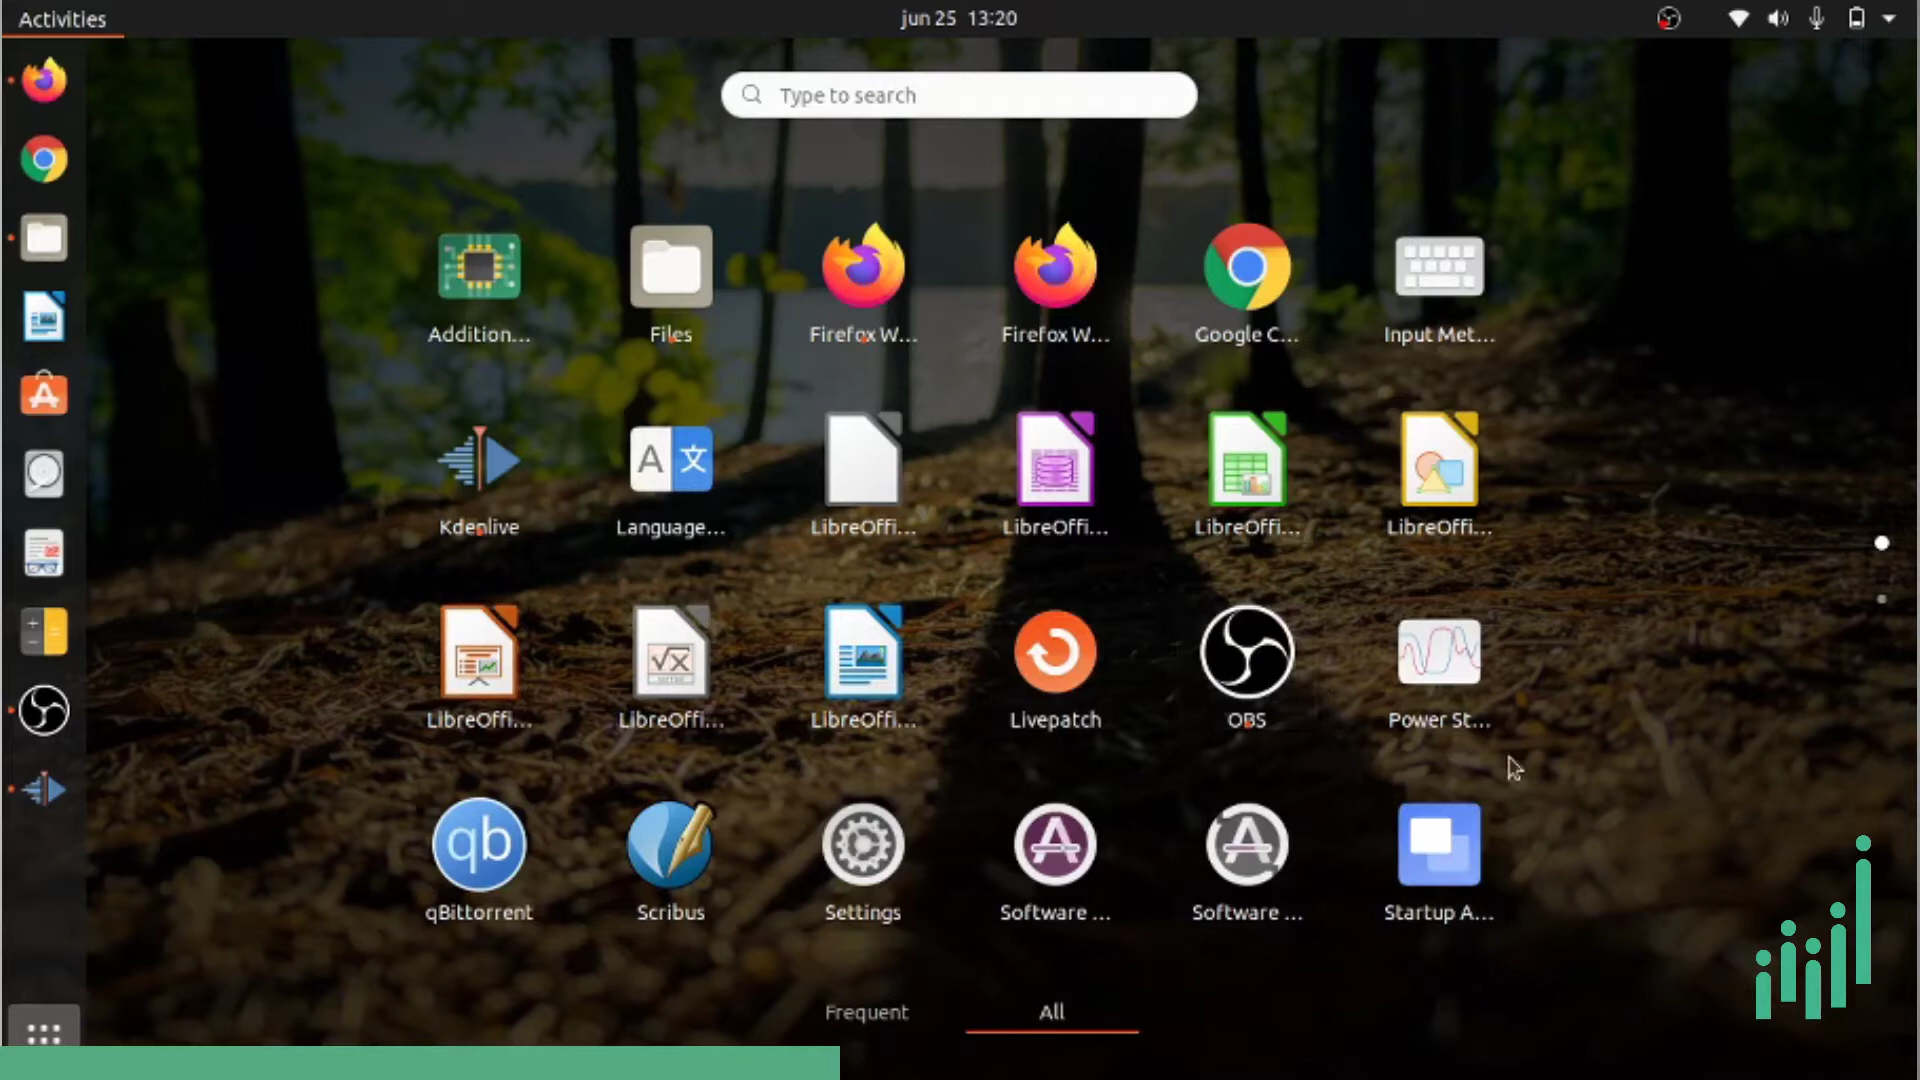 Activities
jun 25 13:20
Type to search
Addition...
Files
Firefox W...
Firefox W...
Google C...
Input Met...
Kdenlive
Language...
LibreOffi...
LibreOffi...
LibreOffi...
LibreOffi...
LibreOffi...
LibreOffi...
LibreOffi...
Livepatch
OBS
Power St...
qb
qBittorrent
Scribus
Settings
Software ...
Software ...
Startup A...
Frequent
All